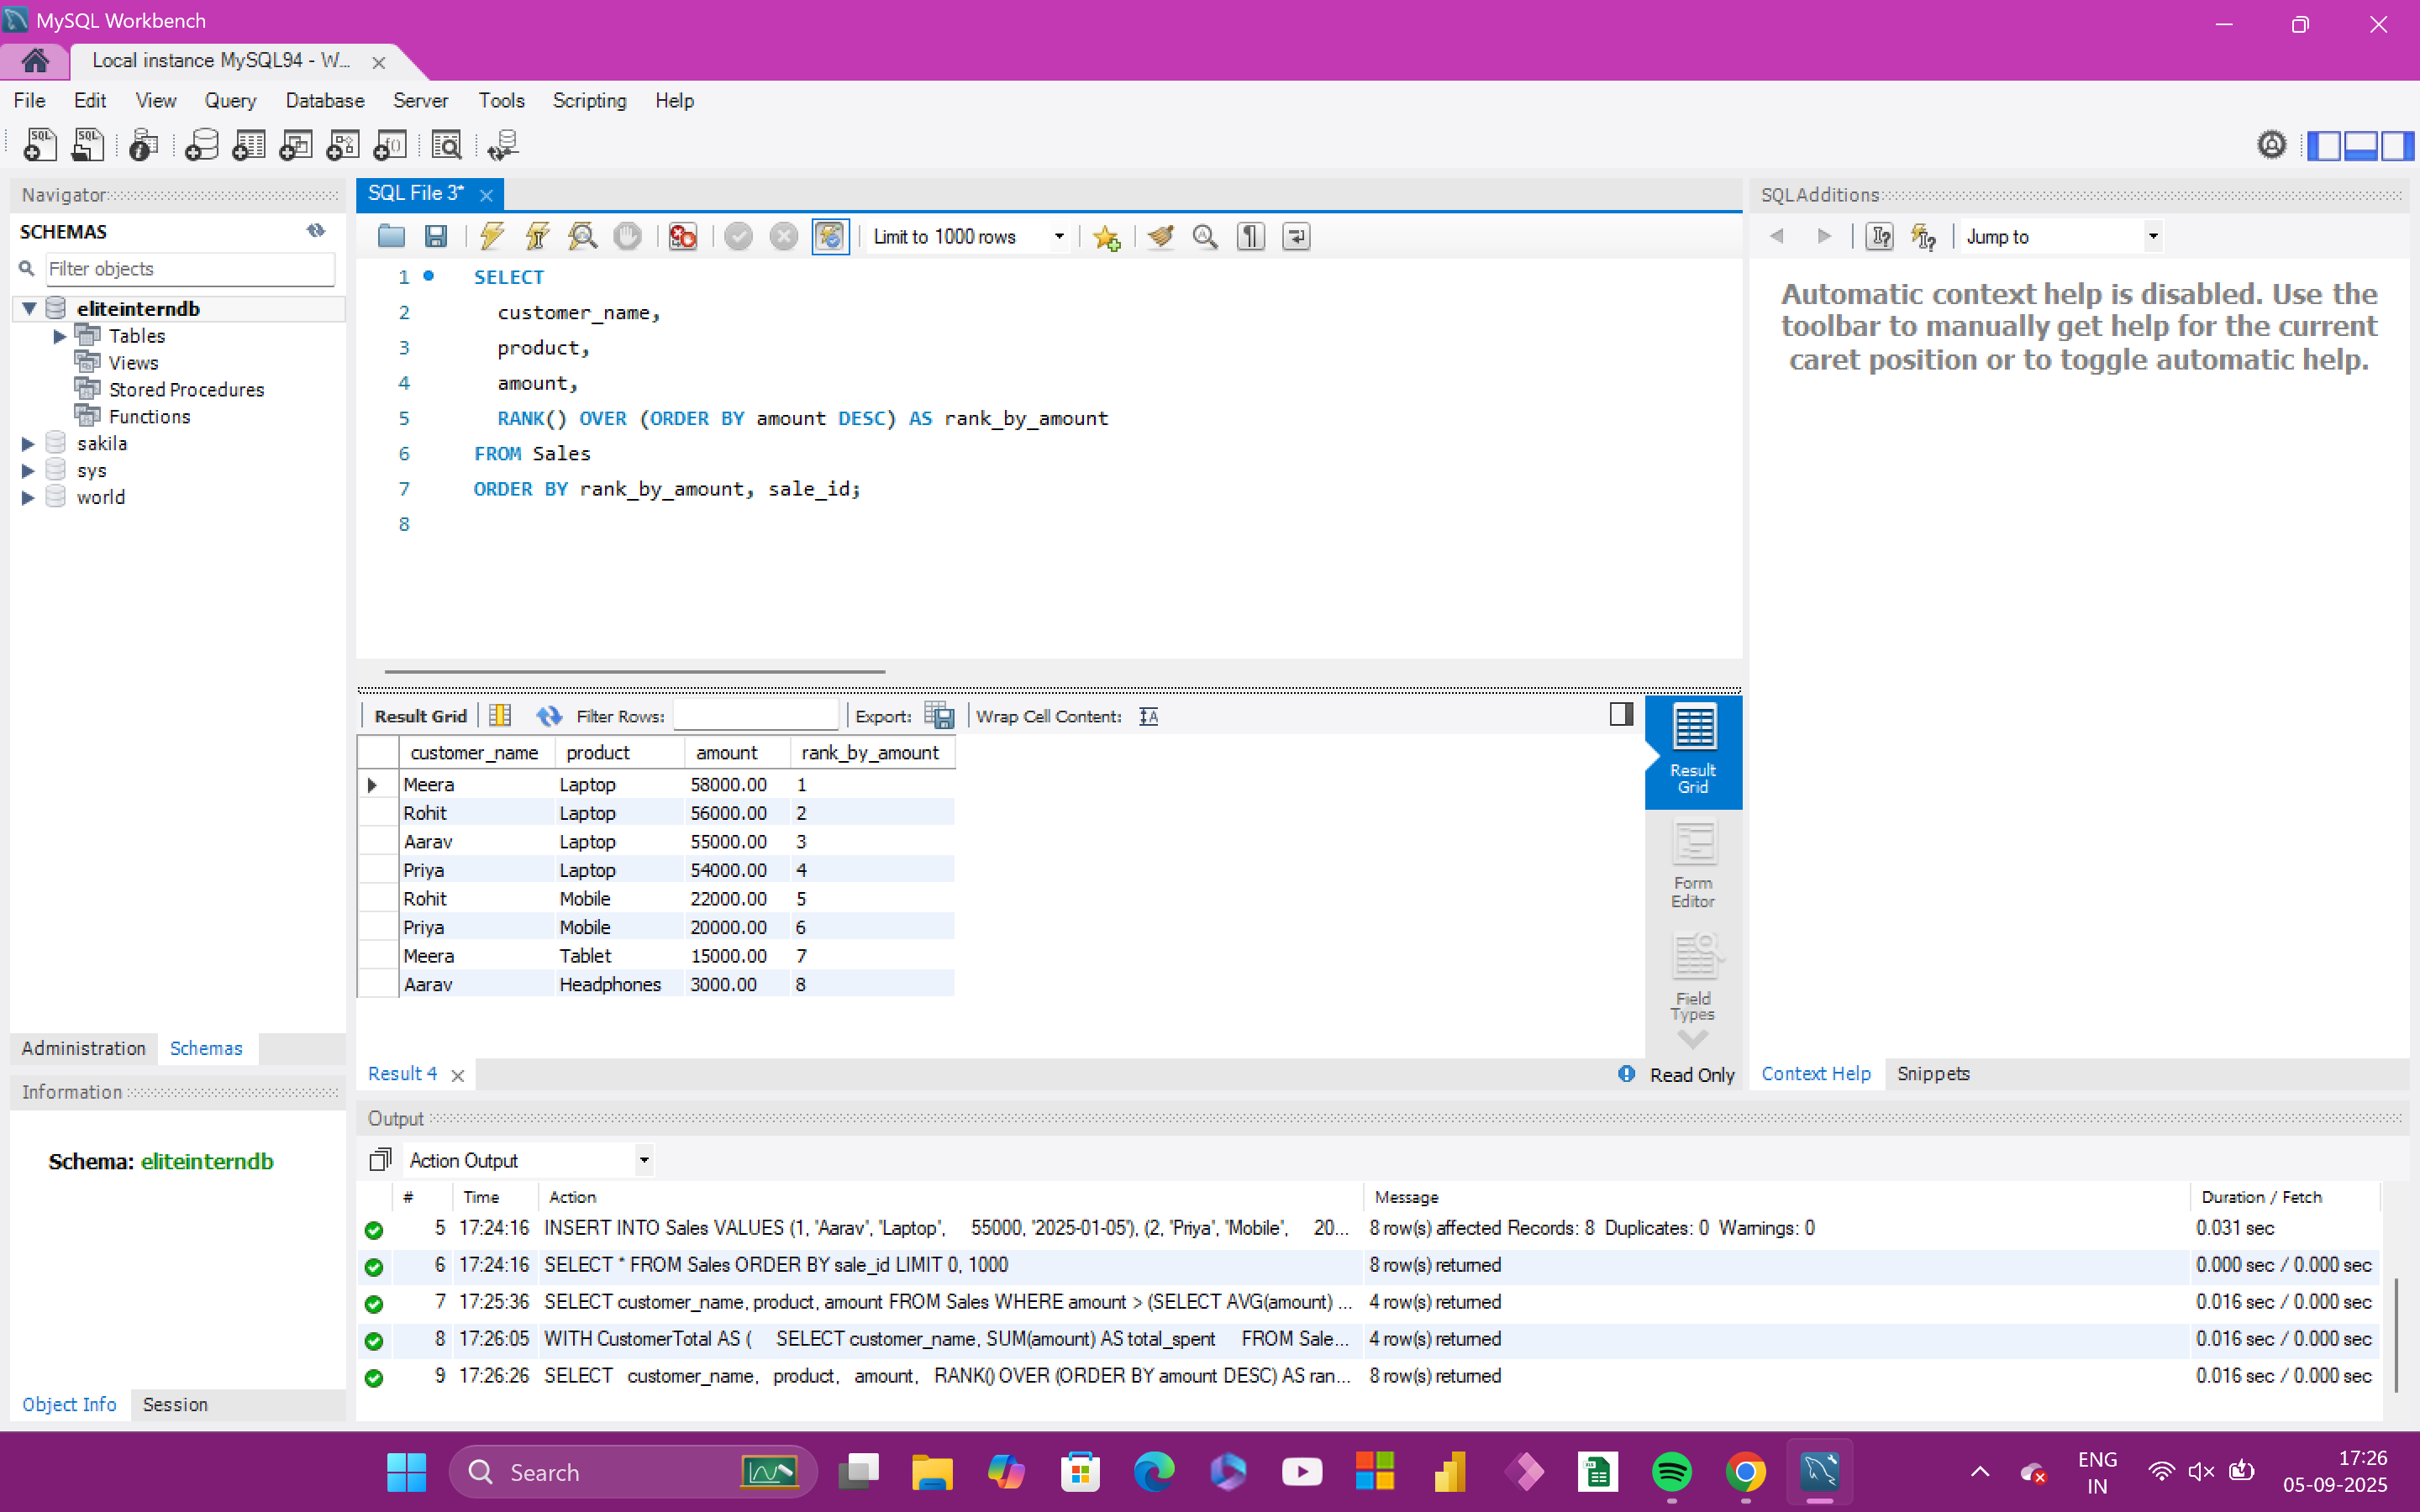 MySQL Workbench
Local instance MySQL94 - W...
File Edit View Query Database Server Tools Scripting Help
Navigator
SCHEMAS
Filter objects
eliteinterndb
Tables
Views
Stored Procedures
Functions
sakila
sys
world
Administration Schemas
Information
Schema: eliteinterndb
Object Info Session
SQL File 3*
Limit to 1000 rows
1 SELECT
2 customer_name,
3 product,
4 amount,
5 RANK() OVER (ORDER BY amount DESC) AS rank_by_amount
6 FROM Sales
7 ORDER BY rank_by_amount, sale_id;
8
SQLAdditions
Jump to
Automatic context help is disabled. Use the
toolbar to manually get help for the current
caret position or to toggle automatic help.
Result Grid Filter Rows: Export: Wrap Cell Content:
customer_name product amount rank_by_amount
Meera Laptop 58000.00 1
Rohit Laptop 56000.00 2
Aarav Laptop 55000.00 3
Priya Laptop 54000.00 4
Rohit Mobile 22000.00 5
Priya Mobile 20000.00 6
Meera Tablet 15000.00 7
Aarav Headphones 3000.00 8
Result
Grid
Form
Editor
Field
Types
Result 4
Read Only
Context Help Snippets
Output
Action Output
# Time Action Message Duration / Fetch
5 17:24:16 INSERT INTO Sales VALUES (1, 'Aarav', 'Laptop', 55000, '2025-01-05'), (2, 'Priya', 'Mobile', 20... 8 row(s) affected Records: 8 Duplicates: 0 Warnings: 0 0.031 sec
6 17:24:16 SELECT * FROM Sales ORDER BY sale_id LIMIT 0, 1000 8 row(s) returned 0.000 sec / 0.000 sec
7 17:25:36 SELECT customer_name, product, amount FROM Sales WHERE amount > (SELECT AVG(amount) ... 4 row(s) returned 0.016 sec / 0.000 sec
8 17:26:05 WITH CustomerTotal AS ( SELECT customer_name, SUM(amount) AS total_spent FROM Sale... 4 row(s) returned 0.016 sec / 0.000 sec
9 17:26:26 SELECT customer_name, product, amount, RANK() OVER (ORDER BY amount DESC) AS ran... 8 row(s) returned 0.016 sec / 0.000 sec
Search
ENG
IN
17:26
05-09-2025